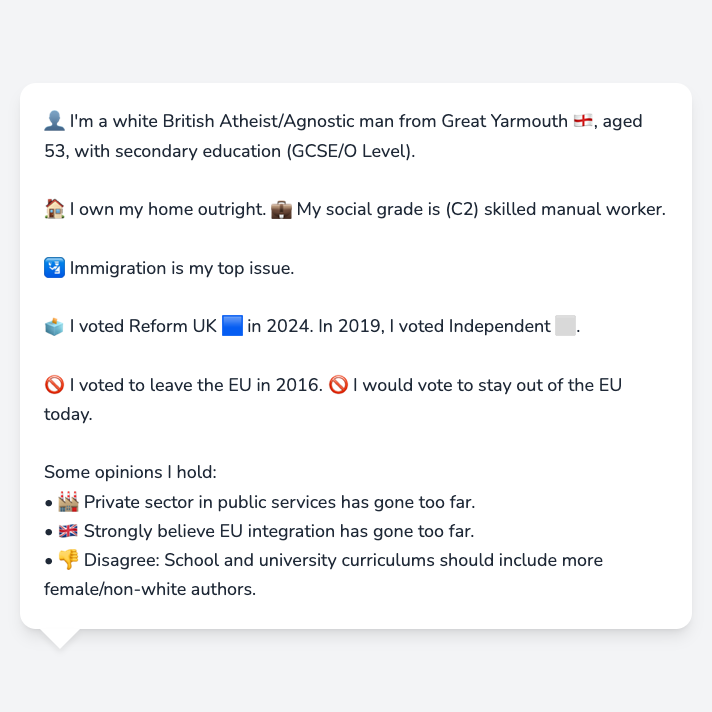 👤 I'm a white British Atheist/Agnostic man from Great Yarmouth 🏴󠁧󠁢󠁥󠁮󠁧󠁿, aged
53, with secondary education (GCSE/O Level).
🏠 I own my home outright. 💼 My social grade is (C2) skilled manual worker.
🛂 Immigration is my top issue.
🗳️ I voted Reform UK 🟦 in 2024. In 2019, I voted Independent ⬜.
🚫 I voted to leave the EU in 2016. 🚫 I would vote to stay out of the EU
today.
Some opinions I hold:
• 🏭 Private sector in public services has gone too far.
• 🇬🇧 Strongly believe EU integration has gone too far.
• 👎 Disagree: School and university curriculums should include more
female/non-white authors.